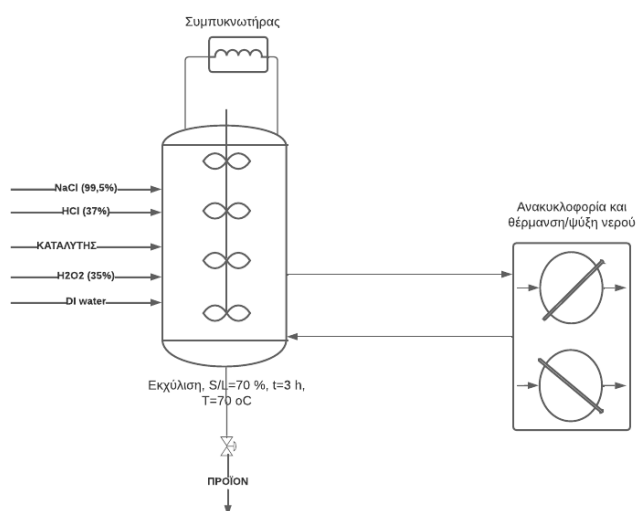 Συμπυκνωτήρας
NaCl (99,5%)
HCl (37%)
ΚΑΤΑΛΥΤΗΣ
H2O2 (35%)
DI water
Ανακυκλοφορία και
θέρμανση/ψύξη νερού
Εκχύλιση, S/L=70 %, t=3 h,
T=70 oC
ΠΡΟΪΟΝ